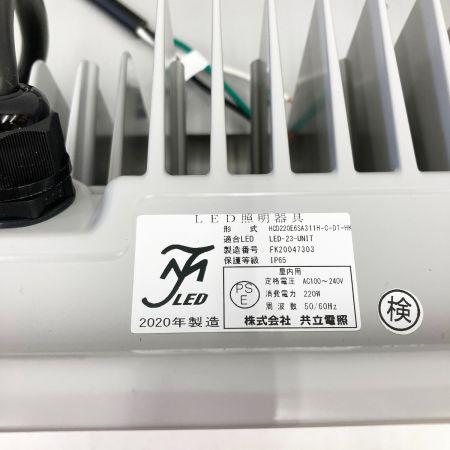 LED照明器具
形式 HCD220E6SA311H-C-DT-HK
適合LED LED-23-UNIT
製造番号 FK20047303
保護等級 IP65
屋内用
定格電圧 AC100~240V
消費電力 220W
周波数 50/60Hz
PS
E
LED
2020年製造
株式会社 共立電照
検